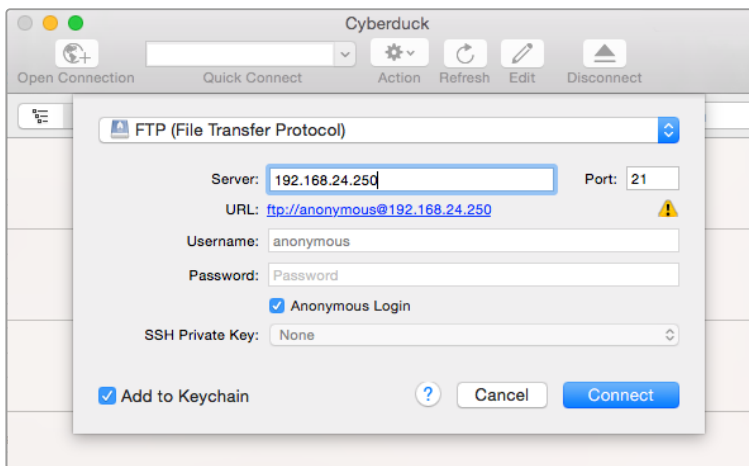 Cyberduck
Open Connection Quick Connect Action Refresh Edit Disconnect
FTP (File Transfer Protocol)
Server: 192.168.24.250 Port: 21
URL: ftp://anonymous@192.168.24.250
Username: anonymous
Password: Password
Anonymous Login
SSH Private Key: None
Add to Keychain ? Cancel Connect